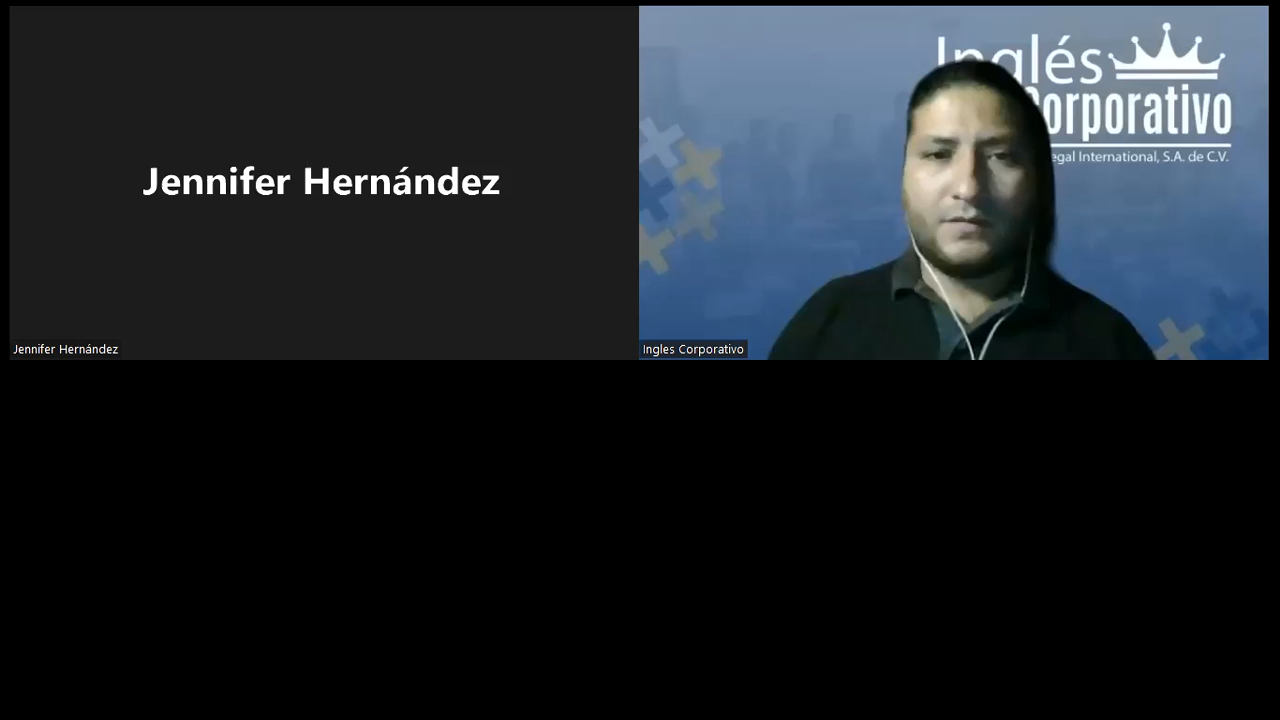 Jennifer Hernández
Jennifer Hernández
Inglés
Corporativo
egal International, S.A. de C.V.
Ingles Corporativo